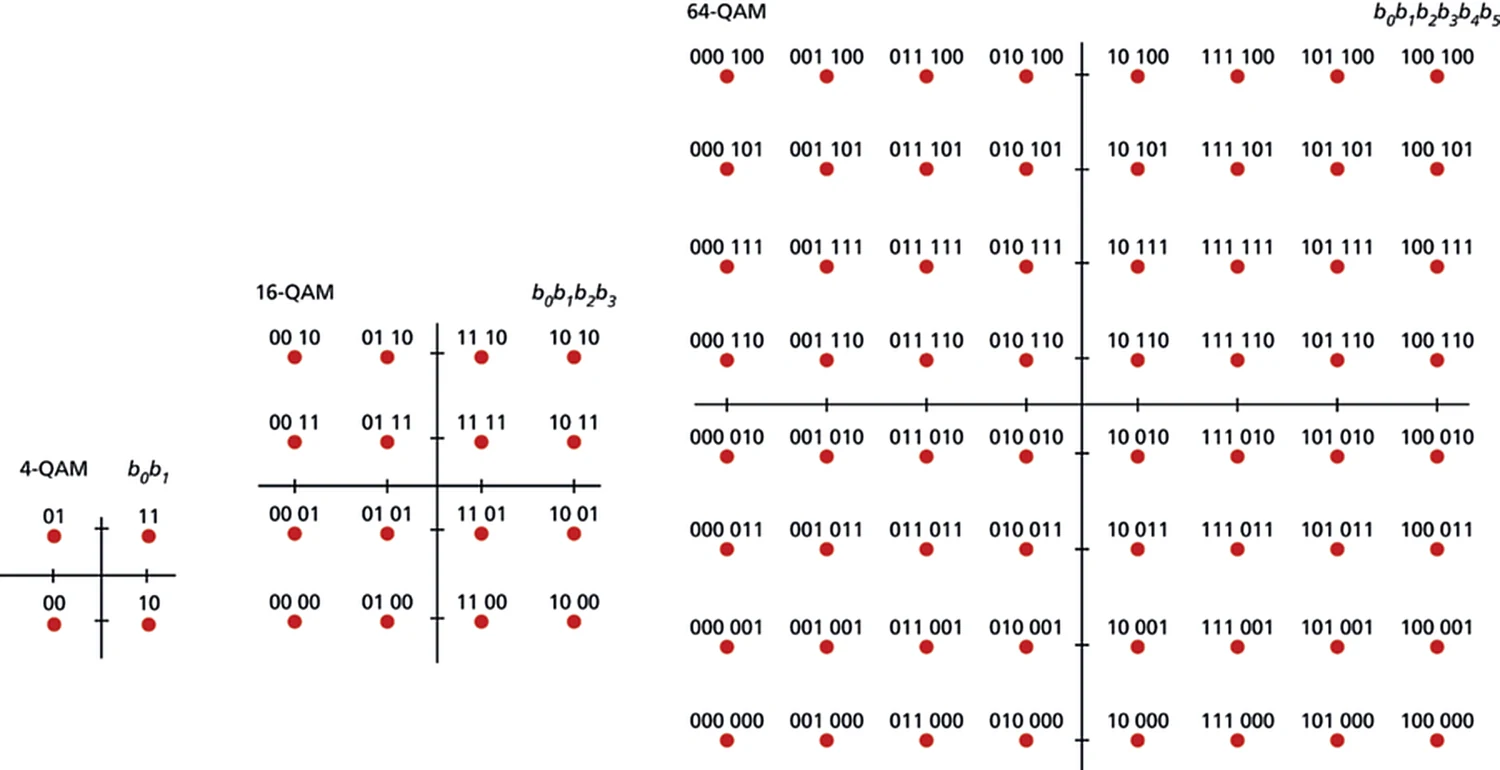 4-QAM b0b1
01 11
00 10
16-QAM b0b1b2b3
00 10 01 10 11 10 10 10
00 11 01 11 11 11 10 11
00 01 01 01 11 01 10 01
00 00 01 00 11 00 10 00
64-QAM b0b1b2b3b4b5
000 100 001 100 011 100 010 100 10 100 111 100 101 100 100 100
000 101 001 101 011 101 010 101 10 101 111 101 101 101 100 101
000 111 001 111 011 111 010 111 10 111 111 111 101 111 100 111
000 110 001 110 011 110 010 110 10 110 111 110 101 110 100 110
000 010 001 010 011 010 010 010 10 010 111 010 101 010 100 010
000 011 001 011 011 011 010 011 10 011 111 011 101 011 100 011
000 001 001 001 011 001 010 001 10 001 111 001 101 001 100 001
000 000 001 000 011 000 010 000 10 000 111 000 101 000 100 000